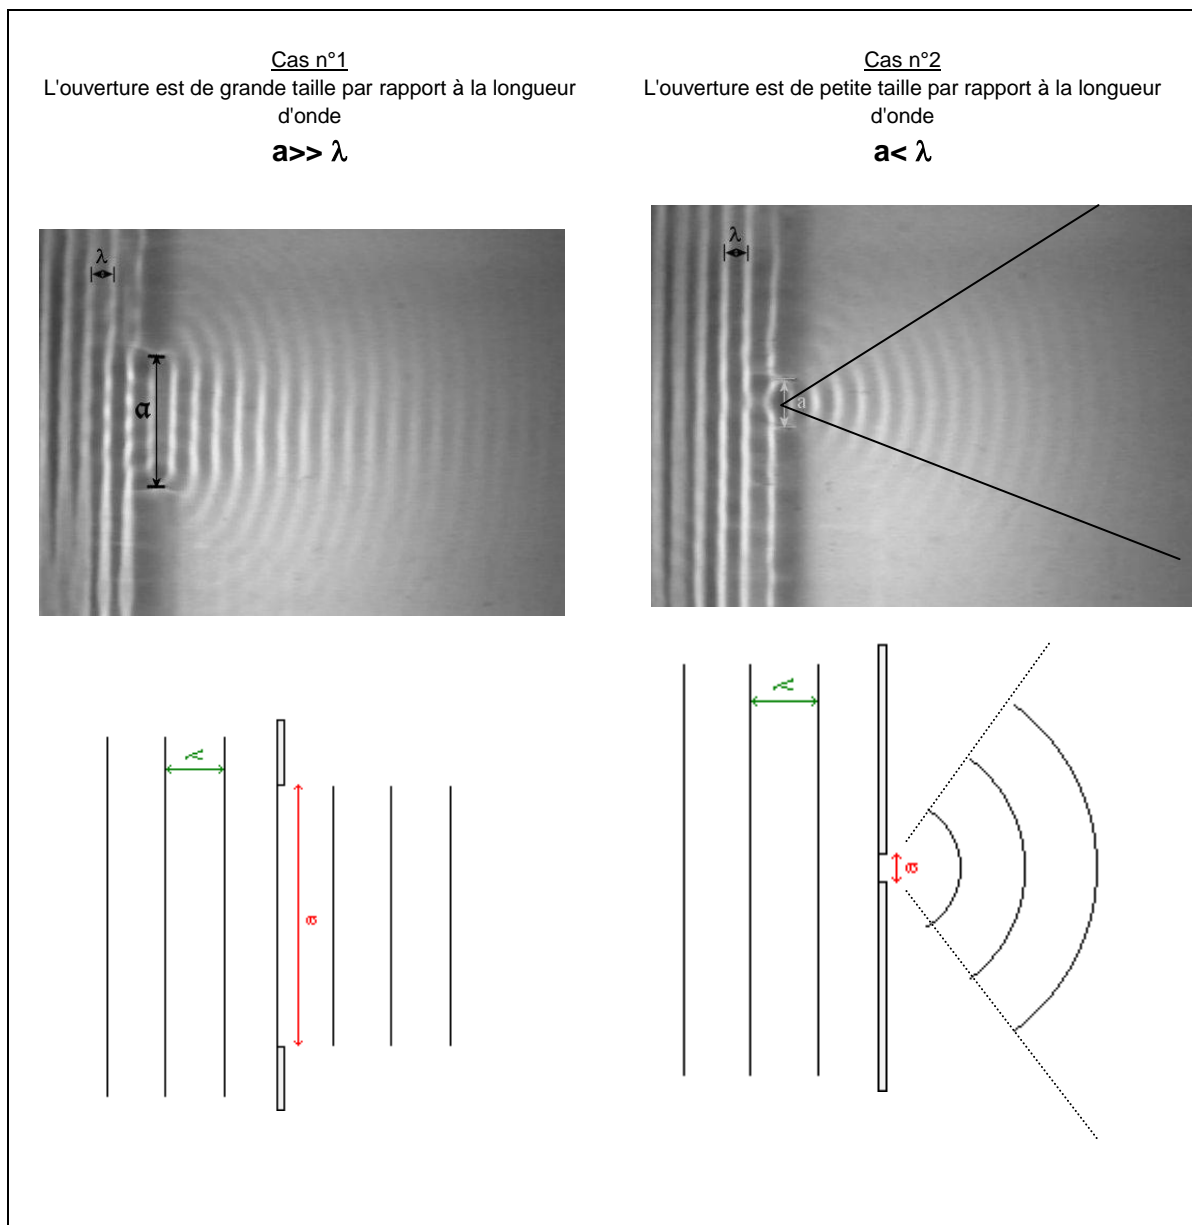 Cas n°1
L'ouverture est de grande taille par rapport à la longueur
d'onde
a>> λ
λ
a
λ
a
Cas n°2
L'ouverture est de petite taille par rapport à la longueur
d'onde
a< λ
λ
a
λ
a